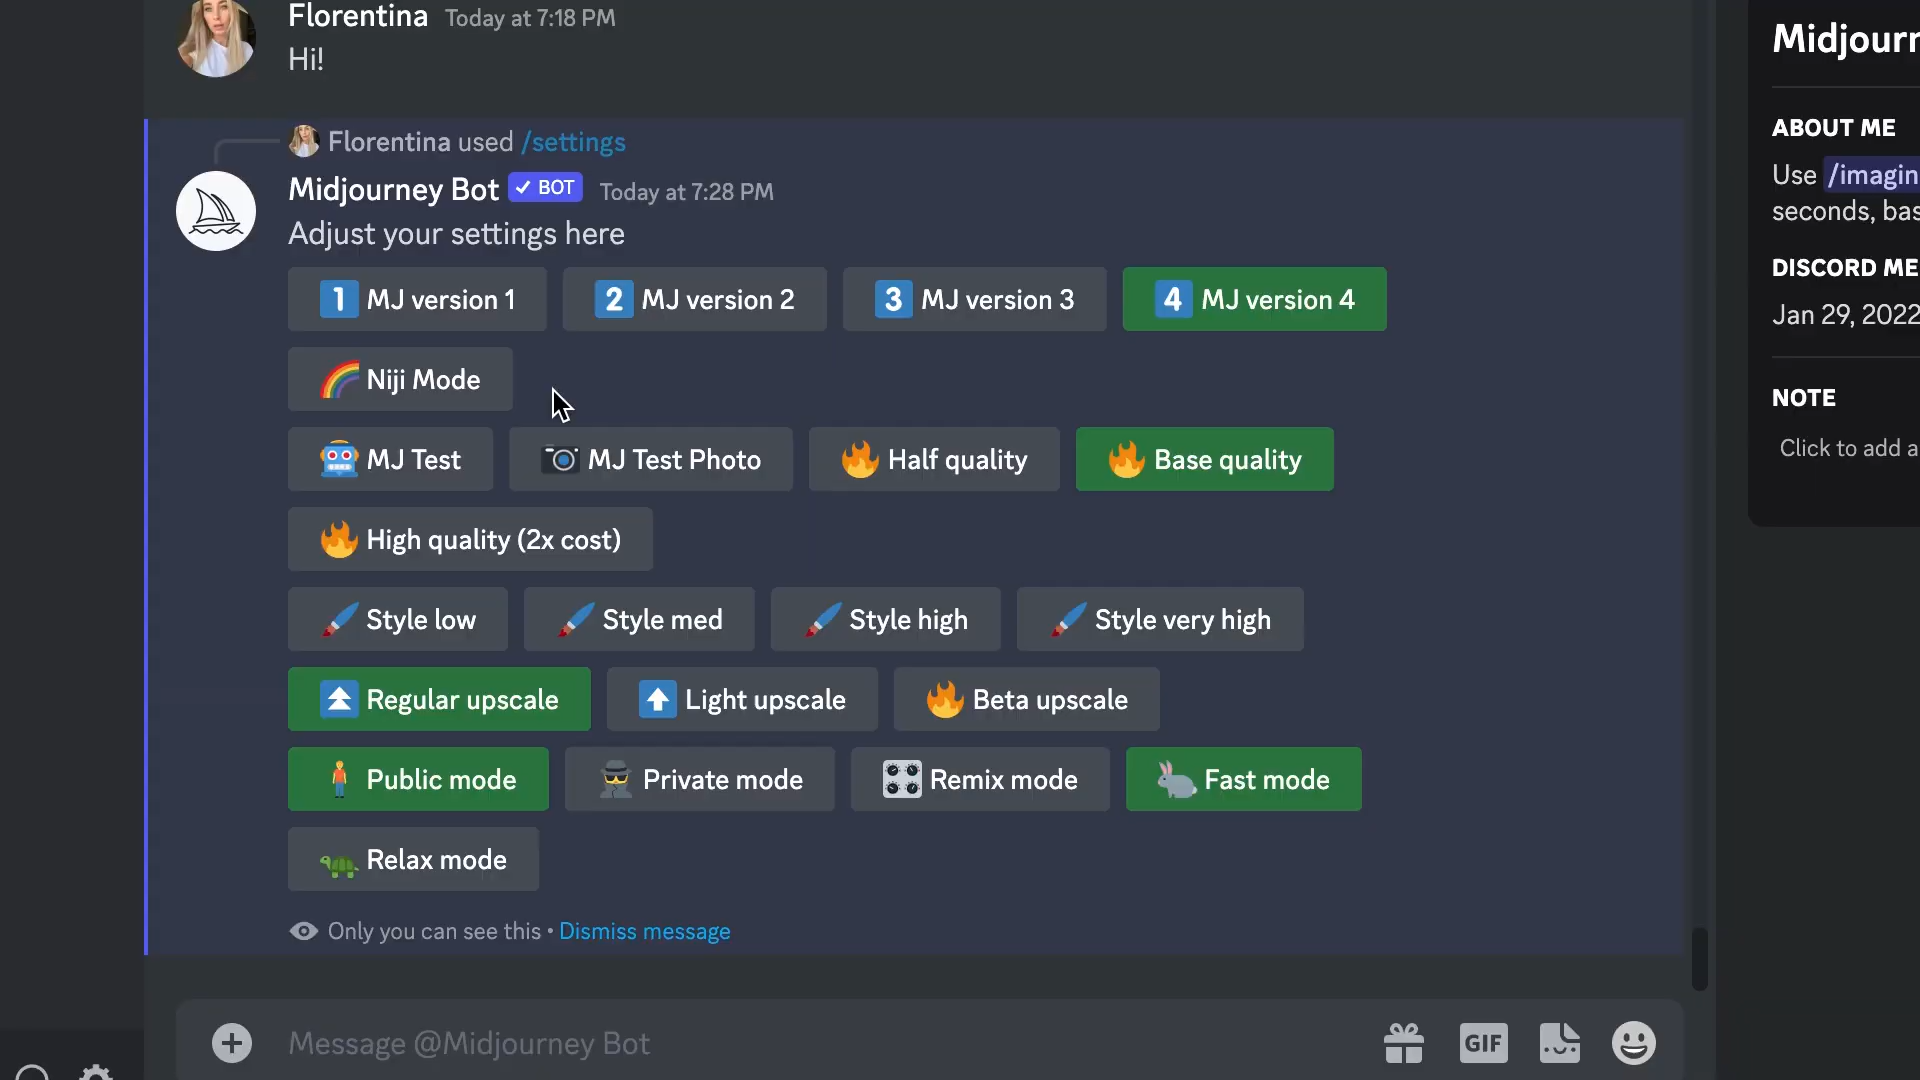 Florentina Today at 7:18 PM
Hi!
Florentina used /settings
Midjourney Bot BOT Today at 7:28 PM
Adjust your settings here
1 MJ version 1 2 MJ version 2 3 MJ version 3 4 MJ version 4
Niji Mode
MJ Test MJ Test Photo Half quality Base quality
High quality (2x cost)
Style low Style med Style high Style very high
Regular upscale Light upscale Beta upscale
Public mode Private mode Remix mode Fast mode
Relax mode
Only you can see this • Dismiss message
Message @Midjourney Bot GIF
Midjourn
ABOUT ME
Use /imagin
seconds, bas
DISCORD ME
Jan 29, 2022
NOTE
Click to add a